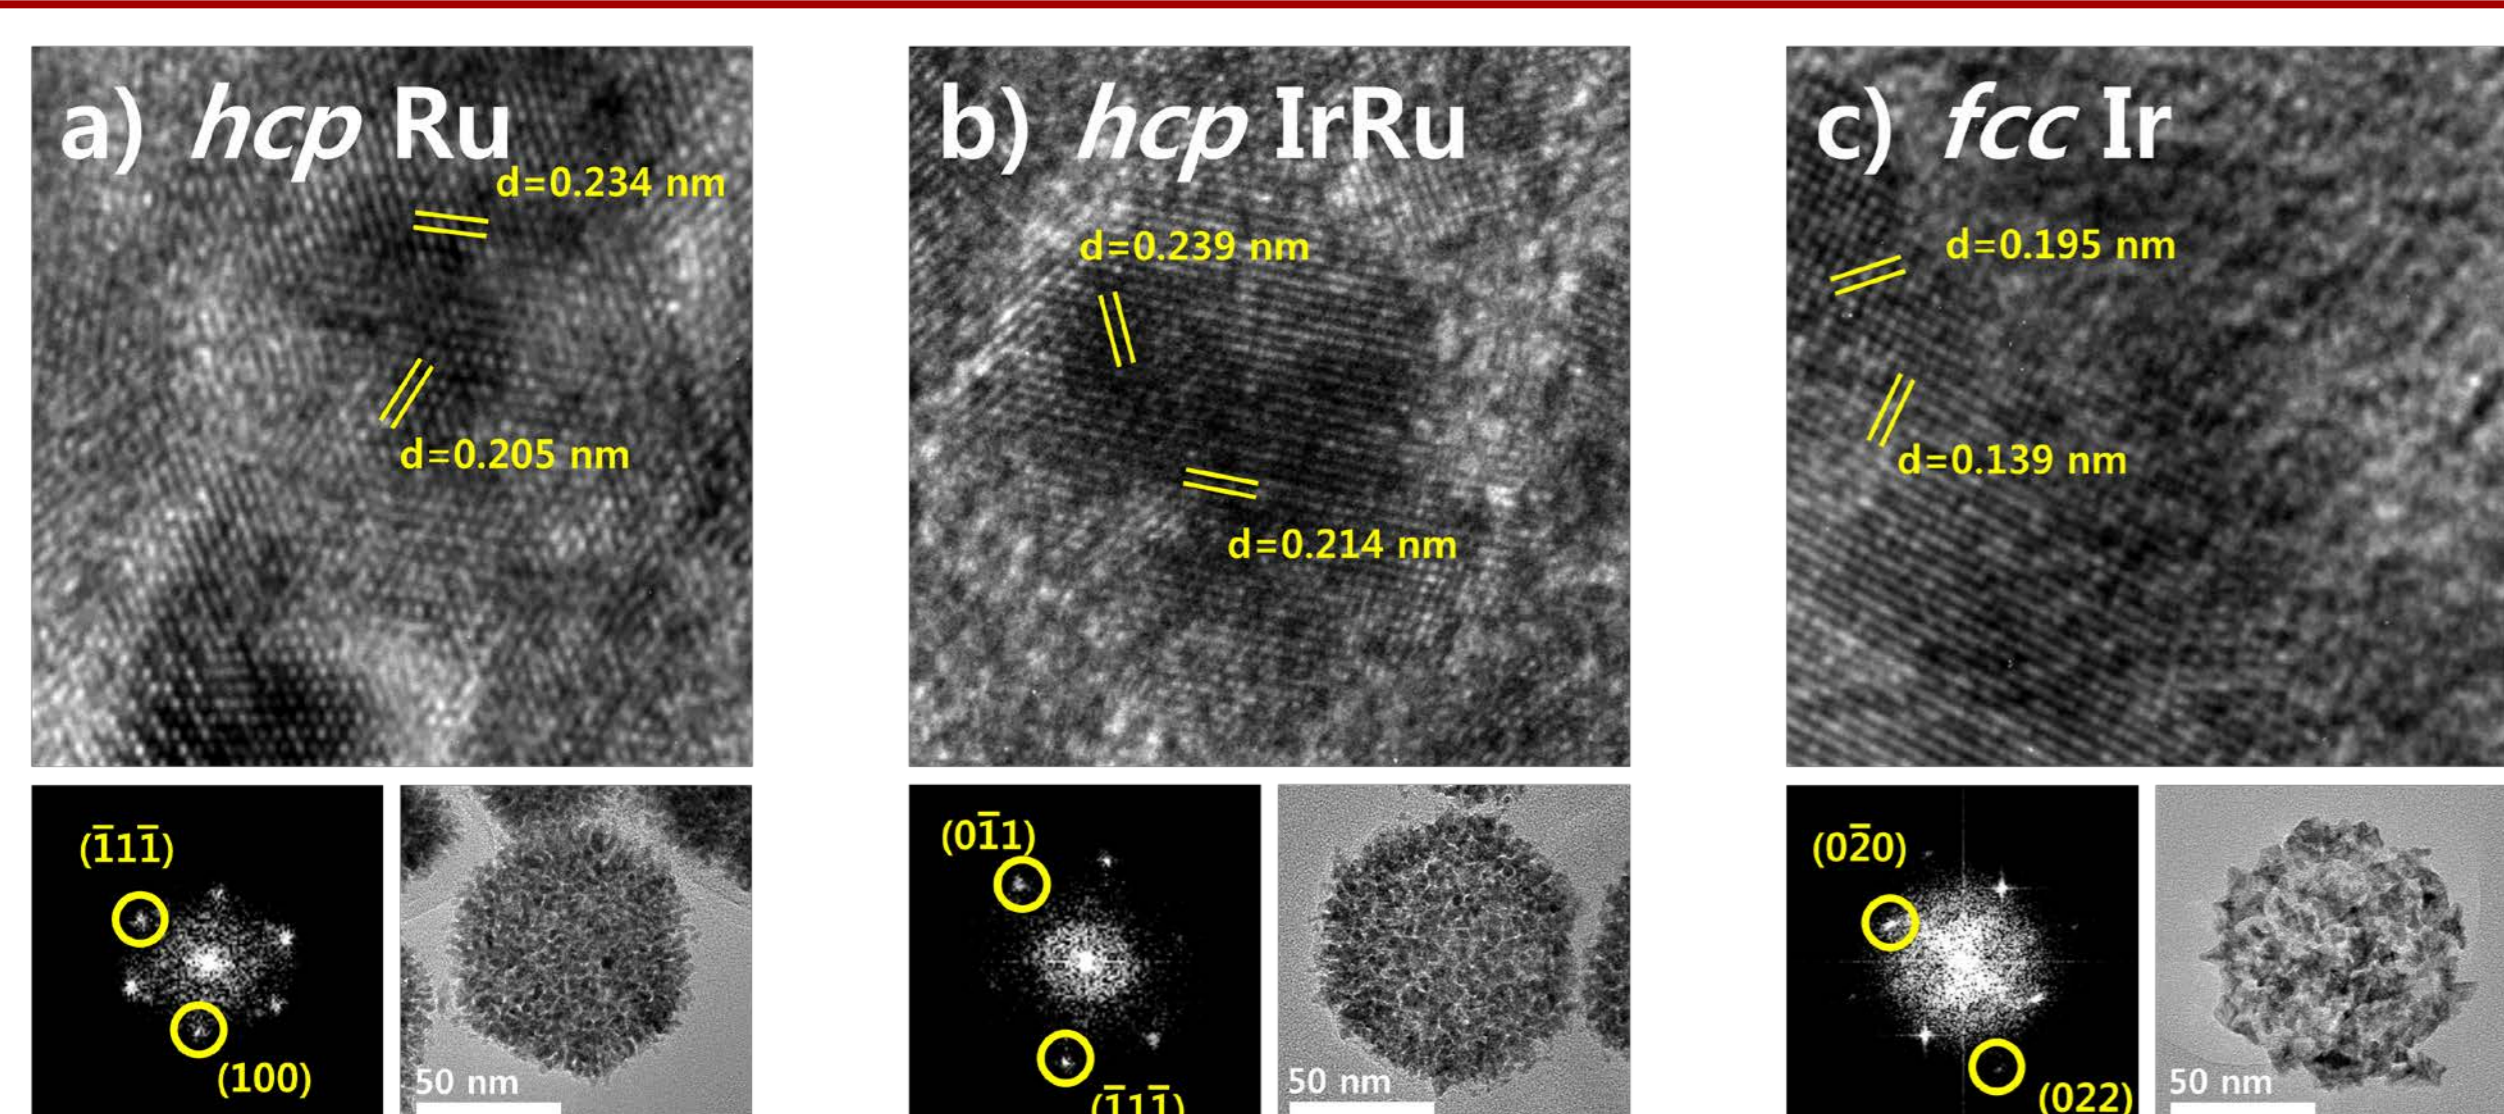 a) hcp Ru
d=0.234 nm
d=0.205 nm
b) hcp IrRu
d=0.239 nm
d=0.214 nm
c) fcc Ir
d=0.195 nm
d=0.139 nm
(1̅11̅)
(100)
50 nm
(01̅1)
(1̅11̅)
50 nm
(02̅0)
(022)
50 nm